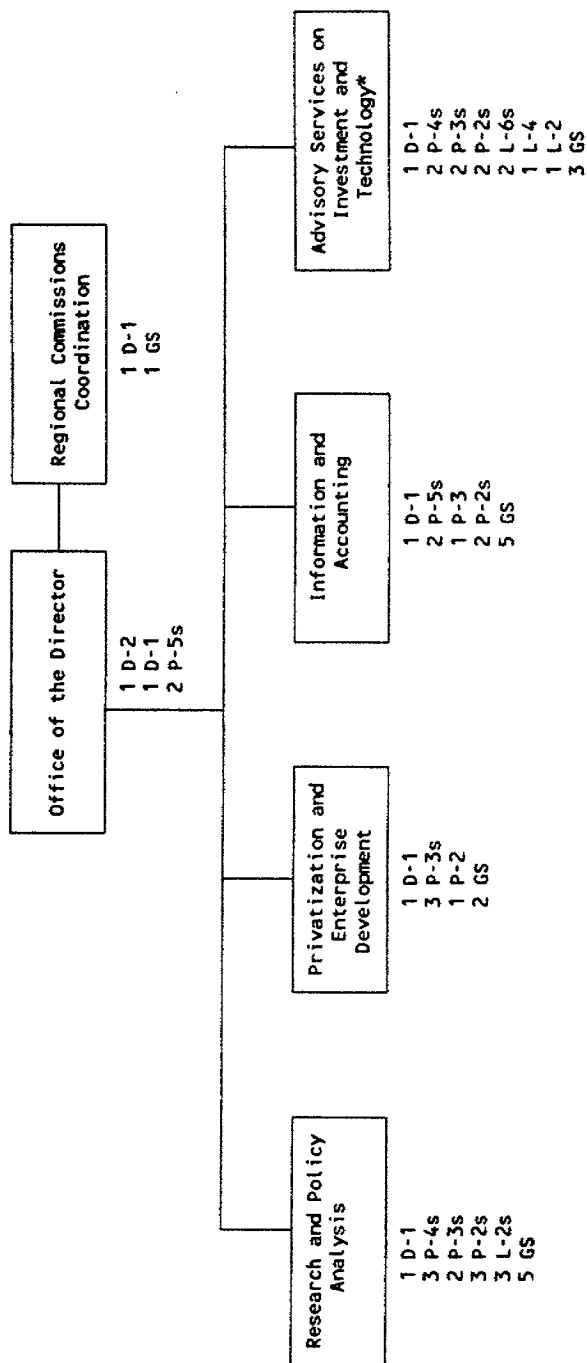 Office of the Director
1 D-2
1 D-1
2 P-5s
Regional Commissions
Coordination
1 D-1
1 GS
Research and Policy
Analysis
1 D-1
3 P-4s
2 P-3s
3 P-2s
3 L-2s
5 GS
Privatization and
Enterprise
Development
1 D-1
3 P-3s
1 P-2
2 GS
Information and
Accounting
1 D-1
2 P-5s
1 P-3
2 P-2s
5 GS
Advisory Services on
Investment and
Technology*
1 D-1
2 P-4s
2 P-3s
2 P-2s
2 L-6s
1 L-4
1 L-2
3 GS